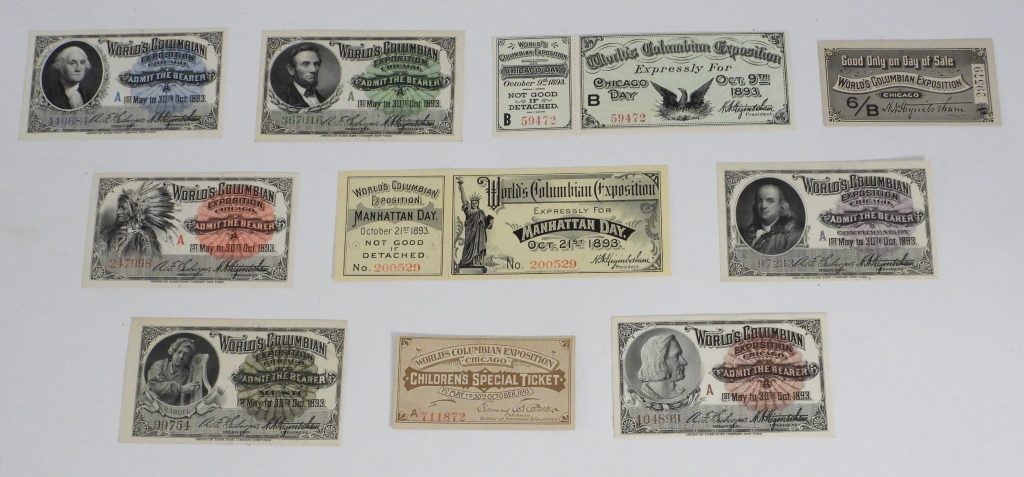 WORLD'S COLUMBIAN
EXPOSITION
CHICAGO.
ADMIT THE BEARER
A 1ST May to 30TH Oct. 1893.
WORLD'S COLUMBIAN
EXPOSITION
CHICAGO.
ADMIT THE BEARER
A 1ST May to 30TH Oct. 1893.
367016
WORLD'S
COLUMBIAN EXPOSITION
CHICAGO DAY
October 9TH 1893.
NOT GOOD
IF
DETACHED.
B 59472
World's Columbian Exposition
Expressly For
CHICAGO DAY
OCT. 9TH 1893.
B
59472
President.
Good Only on Day of Sale
WORLD'S COLUMBIAN EXPOSITION
CHICAGO
6/B
29570
WORLD'S COLUMBIAN
EXPOSITION
CHICAGO.
ADMIT THE BEARER
A
1ST May to 30TH Oct. 1893.
247998
WORLD'S COLUMBIAN
EXPOSITION.
MANHATTAN DAY.
October 21ST 1893.
NOT GOOD
IF
DETACHED.
No. 200529
World's Columbian Exposition
EXPRESSLY FOR
MANHATTAN DAY.
OCT. 21ST 1893.
No. 200529
President
WORLD'S COLUMBIAN
EXPOSITION
CHICAGO.
ADMIT THE BEARER
COMPLIMENTARY
A 1ST May to 30TH Oct. 1893.
WORLD'S COLUMBIAN
EXPOSITION
CHICAGO
ADMIT THE BEARER
MUSIC
1ST May to 30TH Oct. 1893.
HANDEL
99754
WORLD'S COLUMBIAN EXPOSITION
CHICAGO
CHILDREN'S SPECIAL TICKET
1ST MAY TO 30TH OCTOBER 1893
A 711872
WORLD'S COLUMBIAN
EXPOSITION
CHICAGO.
ADMIT THE BEARER
A 1ST May to 30TH Oct. 1893.
104899